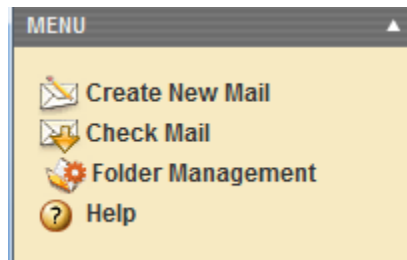 MENU
Create New Mail
Check Mail
Folder Management
Help